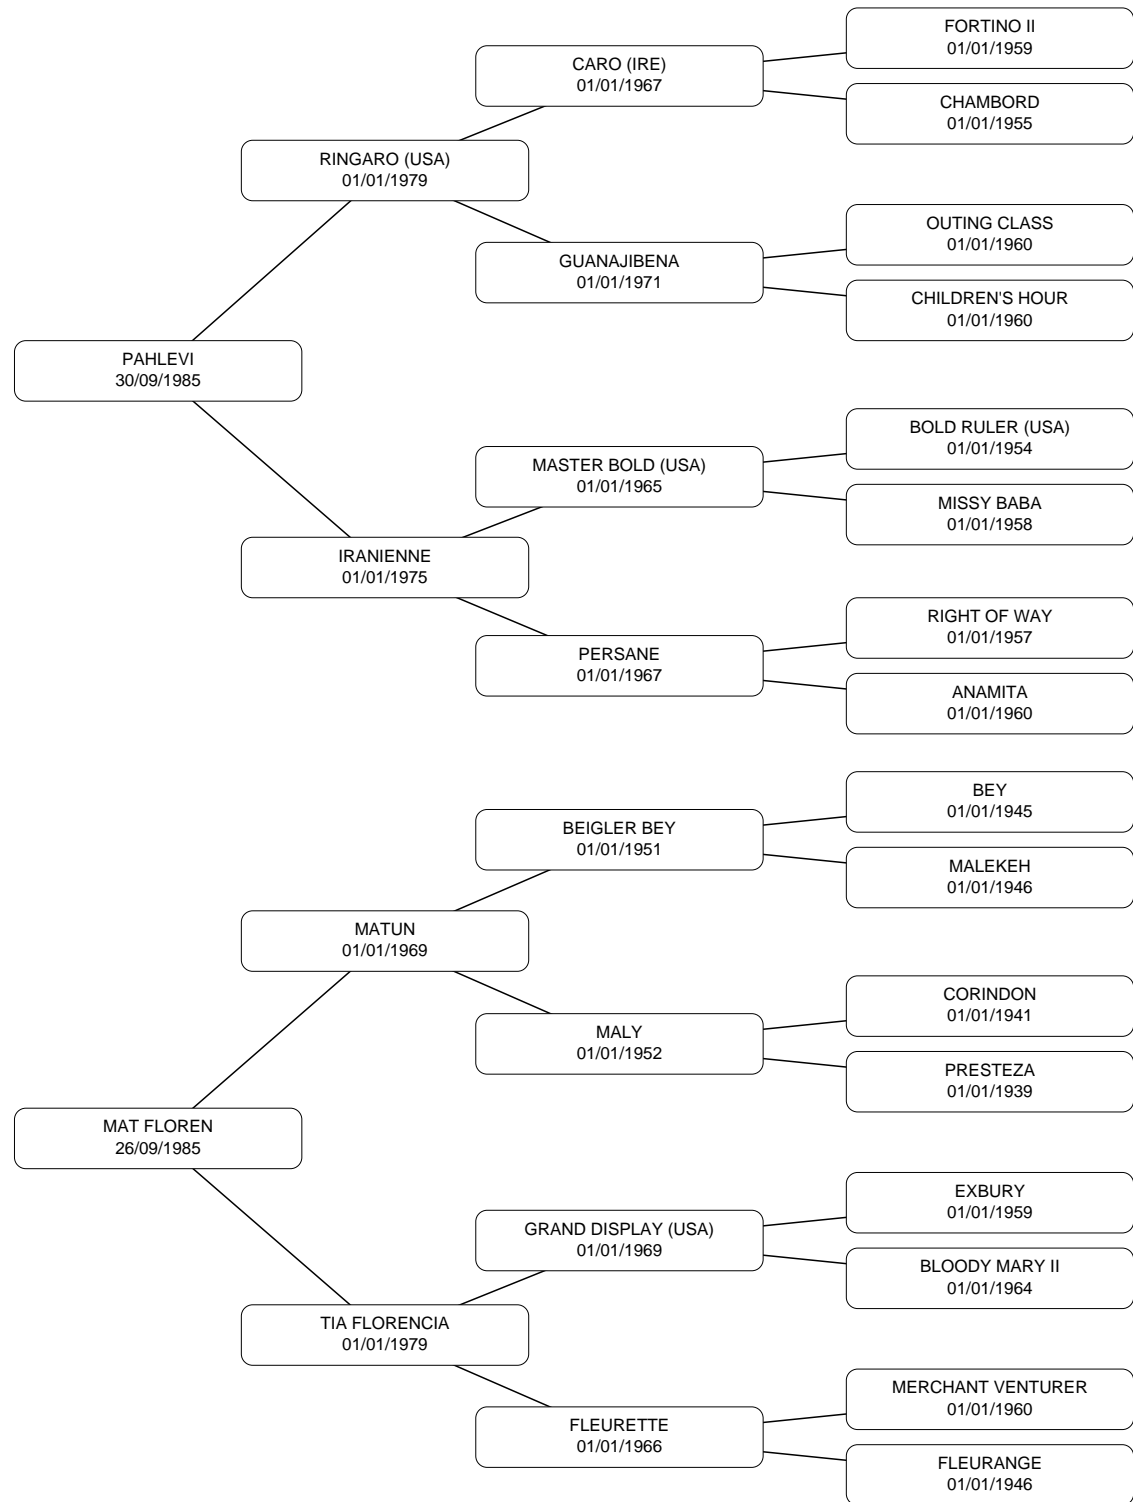 FORTINO II
01/01/1959
CARO (IRE)
01/01/1967
CHAMBORD
01/01/1955
RINGARO (USA)
01/01/1979
OUTING CLASS
01/01/1960
GUANAJIBENA
01/01/1971
CHILDREN'S HOUR
01/01/1960
PAHLEVI
30/09/1985
BOLD RULER (USA)
01/01/1954
MASTER BOLD (USA)
01/01/1965
MISSY BABA
01/01/1958
IRANIENNE
01/01/1975
RIGHT OF WAY
01/01/1957
PERSANE
01/01/1967
ANAMITA
01/01/1960
BEY
01/01/1945
BEIGLER BEY
01/01/1951
MALEKEH
01/01/1946
MATUN
01/01/1969
CORINDON
01/01/1941
MALY
01/01/1952
PRESTEZA
01/01/1939
MAT FLOREN
26/09/1985
EXBURY
01/01/1959
GRAND DISPLAY (USA)
01/01/1969
BLOODY MARY II
01/01/1964
TIA FLORENCIA
01/01/1979
MERCHANT VENTURER
01/01/1960
FLEURETTE
01/01/1966
FLEURANGE
01/01/1946